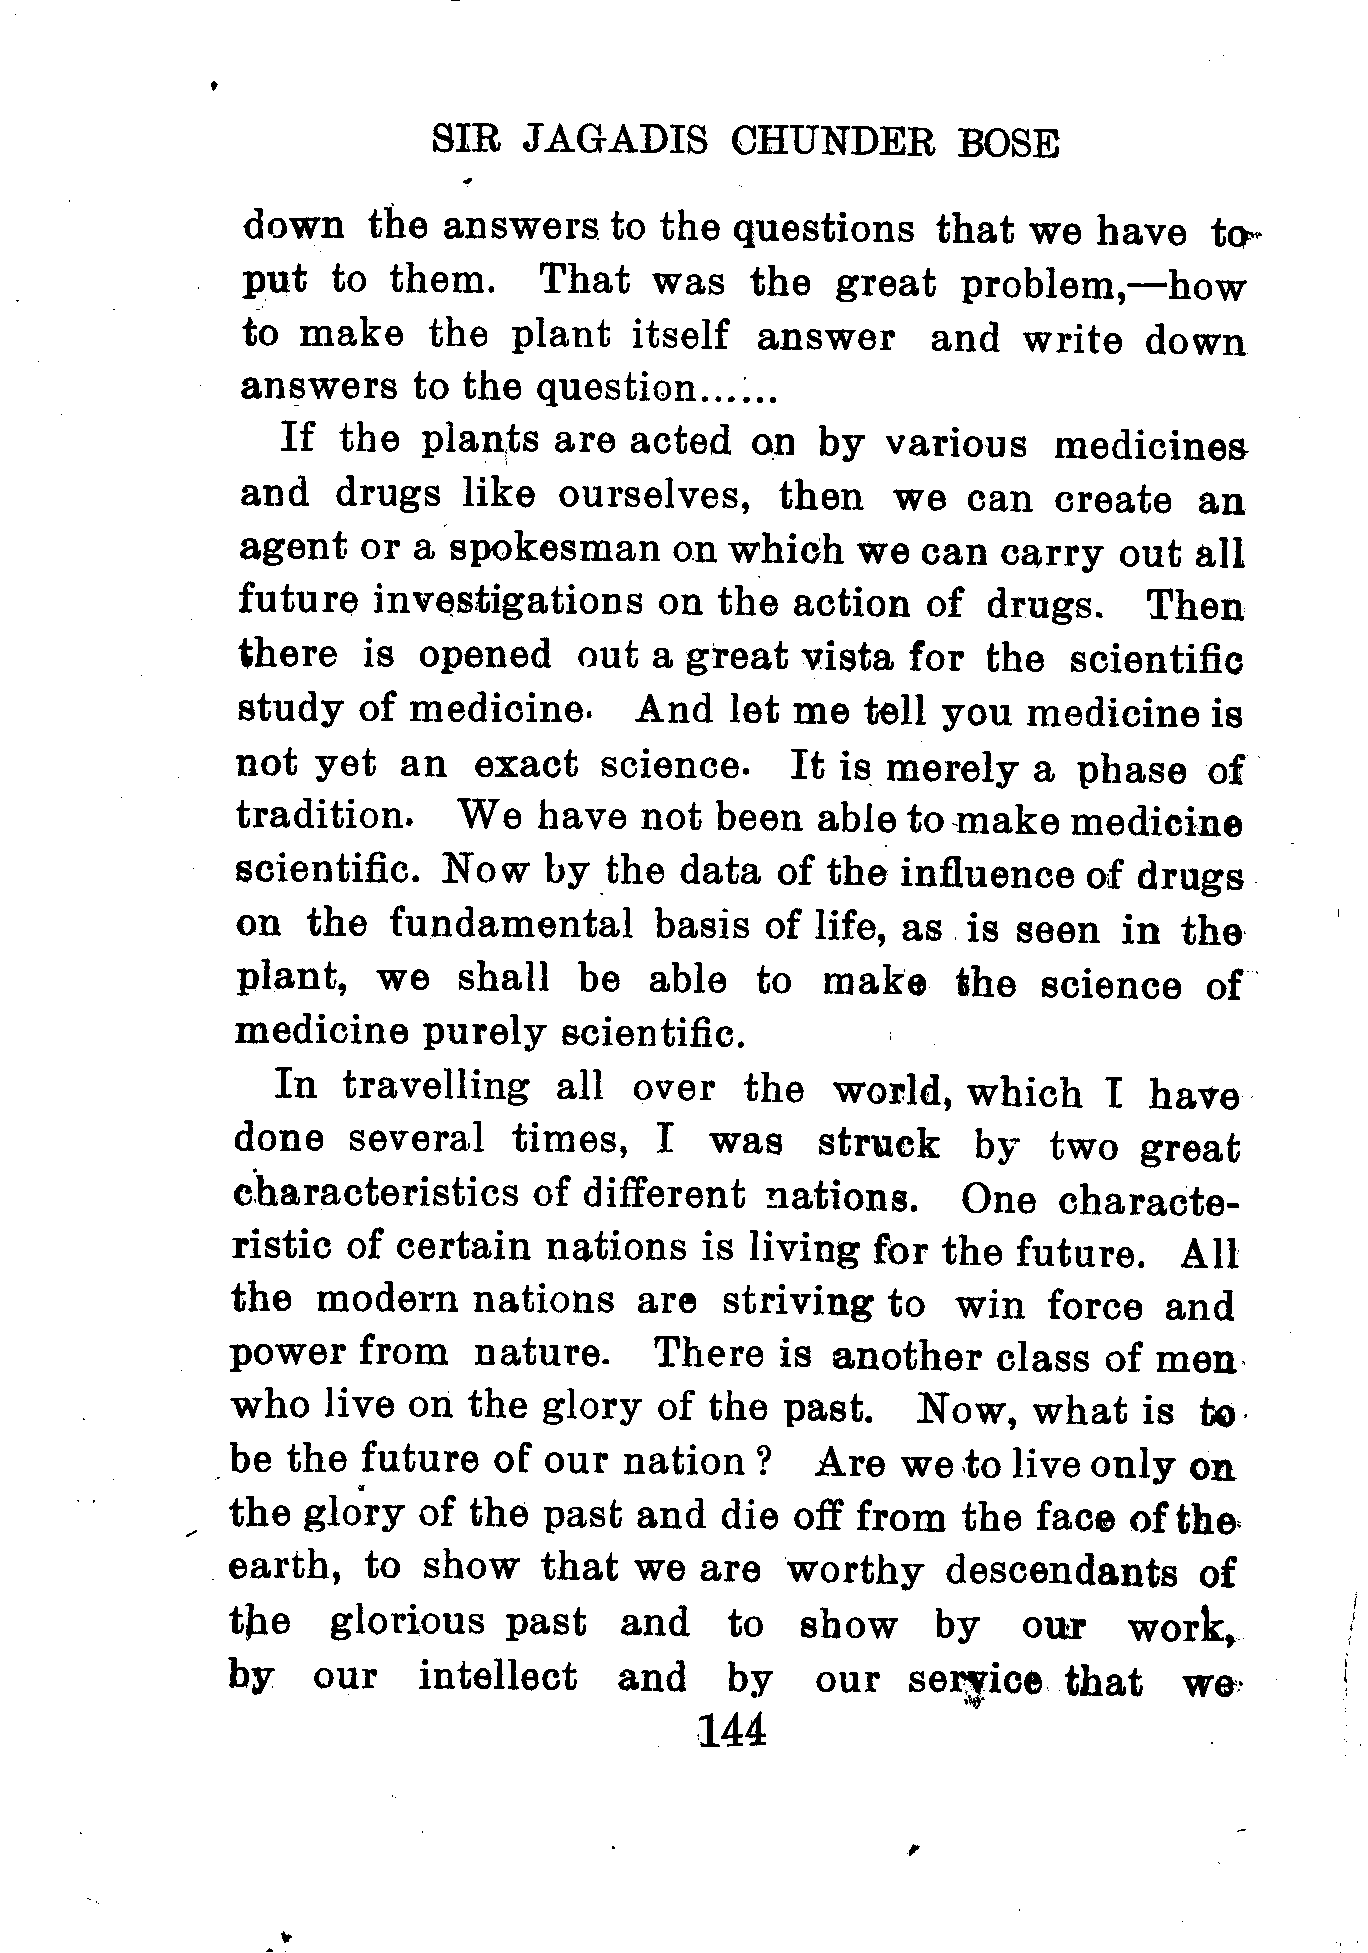 SIR JAGADIS CHUNDER BOSE
down the answers to the questions that we have to
put to them. That was the great problem,—how
to make the plant itself answer and write down
answers to the question......
If the plants are acted on by various medicines
and drugs like ourselves, then we can create an
agent or a spokesman on which we can carry out all
future investigations on the action of drugs. Then
there is opened out a great vista for the scientific
study of medicine. And let me tell you medicine is
not yet an exact science. It is merely a phase of
tradition. We have not been able to make medicine
scientific. Now by the data of the influence of drugs
on the fundamental basis of life, as is seen in the
plant, we shall be able to make the science of
medicine purely scientific.
In travelling all over the world, which I have
done several times, I was struck by two great
characteristics of different nations. One characte-
ristic of certain nations is living for the future. All
the modern nations are striving to win force and
power from nature. There is another class of men
who live on the glory of the past. Now, what is to
be the future of our nation ? Are we to live only on
the glory of the past and die off from the face of the
earth, to show that we are worthy descendants of
the glorious past and to show by our work,
by our intellect and by our service that we
144